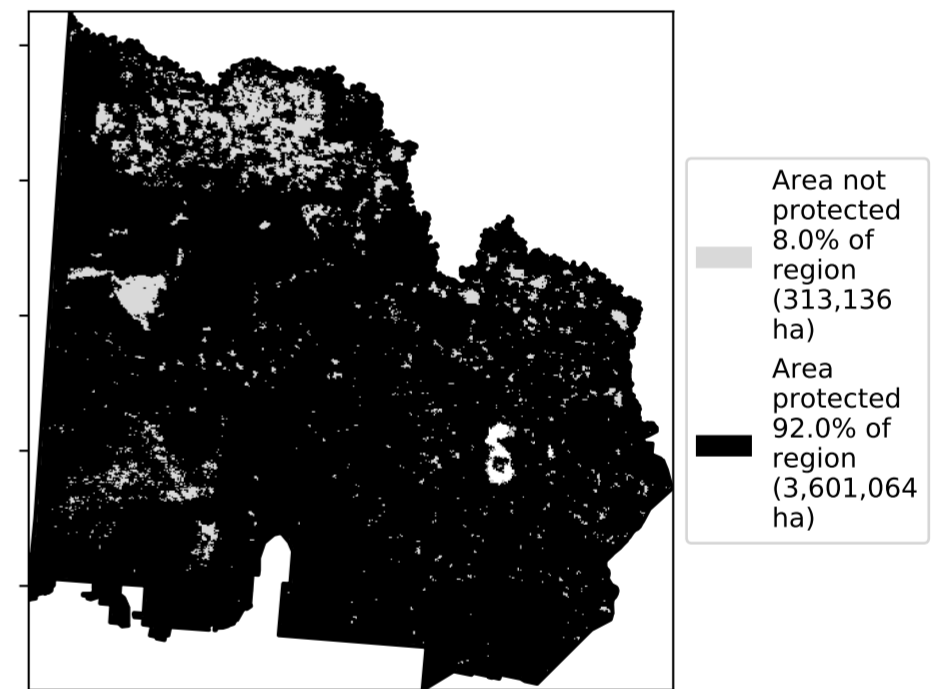 Area not
protected
8.0% of
region
(313,136
ha)
Area
protected
92.0% of
region
(3,601,064
ha)